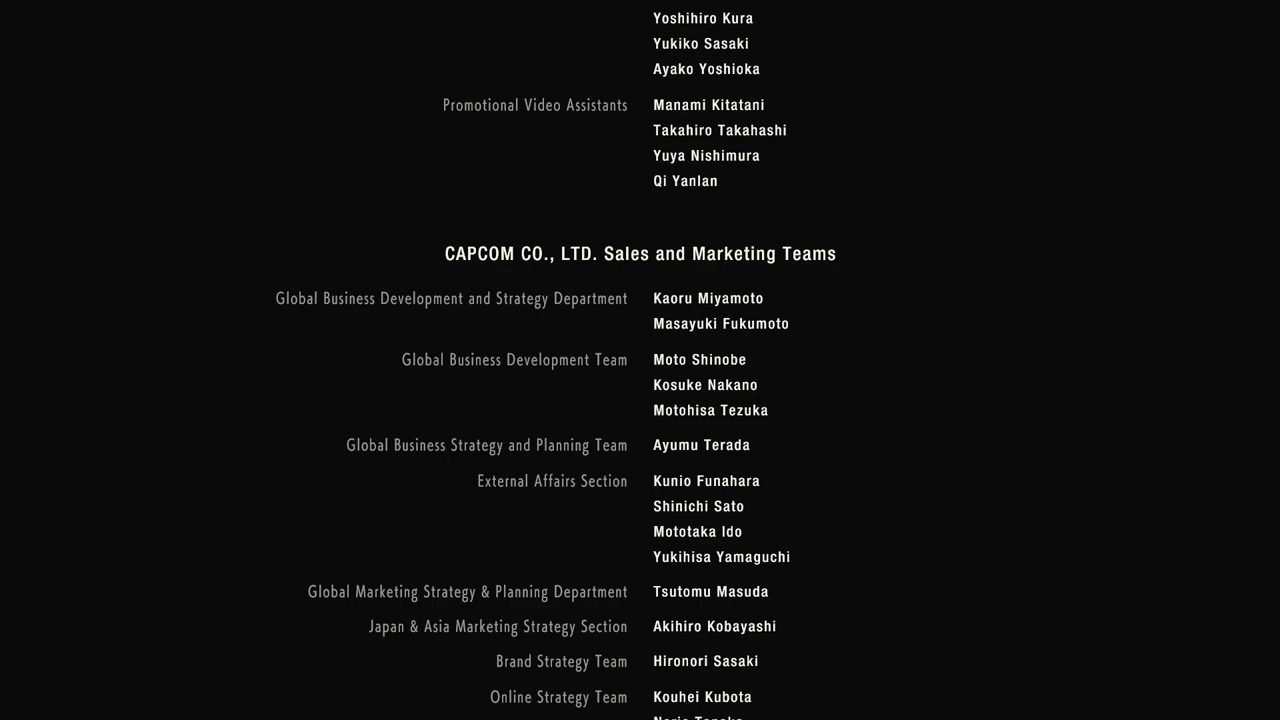 Yoshihiro Kura
Yukiko Sasaki
Ayako Yoshioka
Promotional Video Assistants Manami Kitatani
Takahiro Takahashi
Yuya Nishimura
Qi Yanlan
CAPCOM CO., LTD. Sales and Marketing Teams
Global Business Development and Strategy Department Kaoru Miyamoto
Masayuki Fukumoto
Global Business Development Team Moto Shinobe
Kosuke Nakano
Motohisa Tezuka
Global Business Strategy and Planning Team Ayumu Terada
External Affairs Section Kunio Funahara
Shinichi Sato
Mototaka Ido
Yukihisa Yamaguchi
Global Marketing Strategy & Planning Department Tsutomu Masuda
Japan & Asia Marketing Strategy Section Akihiro Kobayashi
Brand Strategy Team Hironori Sasaki
Online Strategy Team Kouhei Kubota